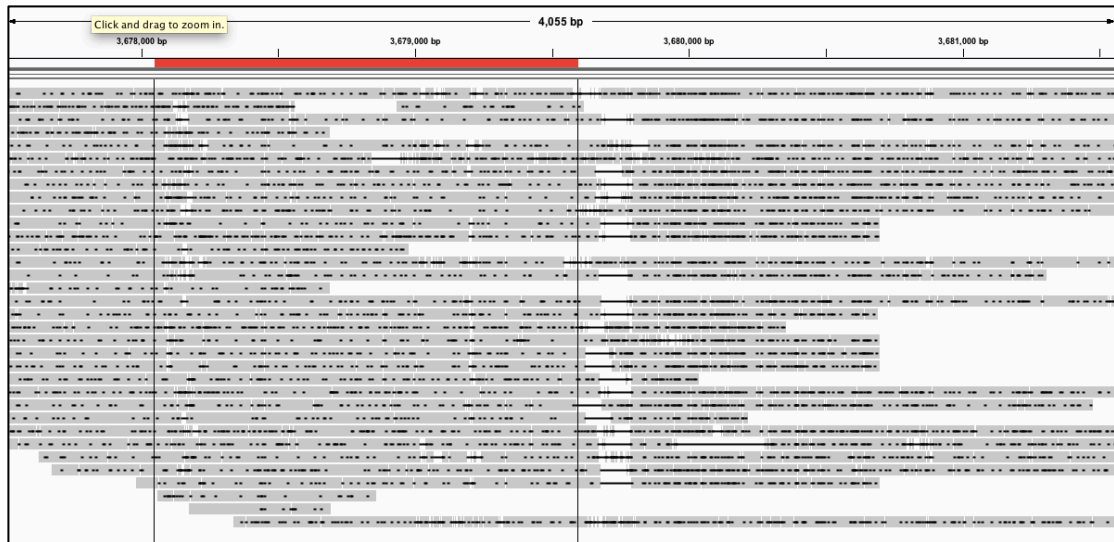 4,055 bp
Click and drag to zoom in.
3,678,000 bp 3,679,000 bp 3,680,000 bp 3,681,000 bp